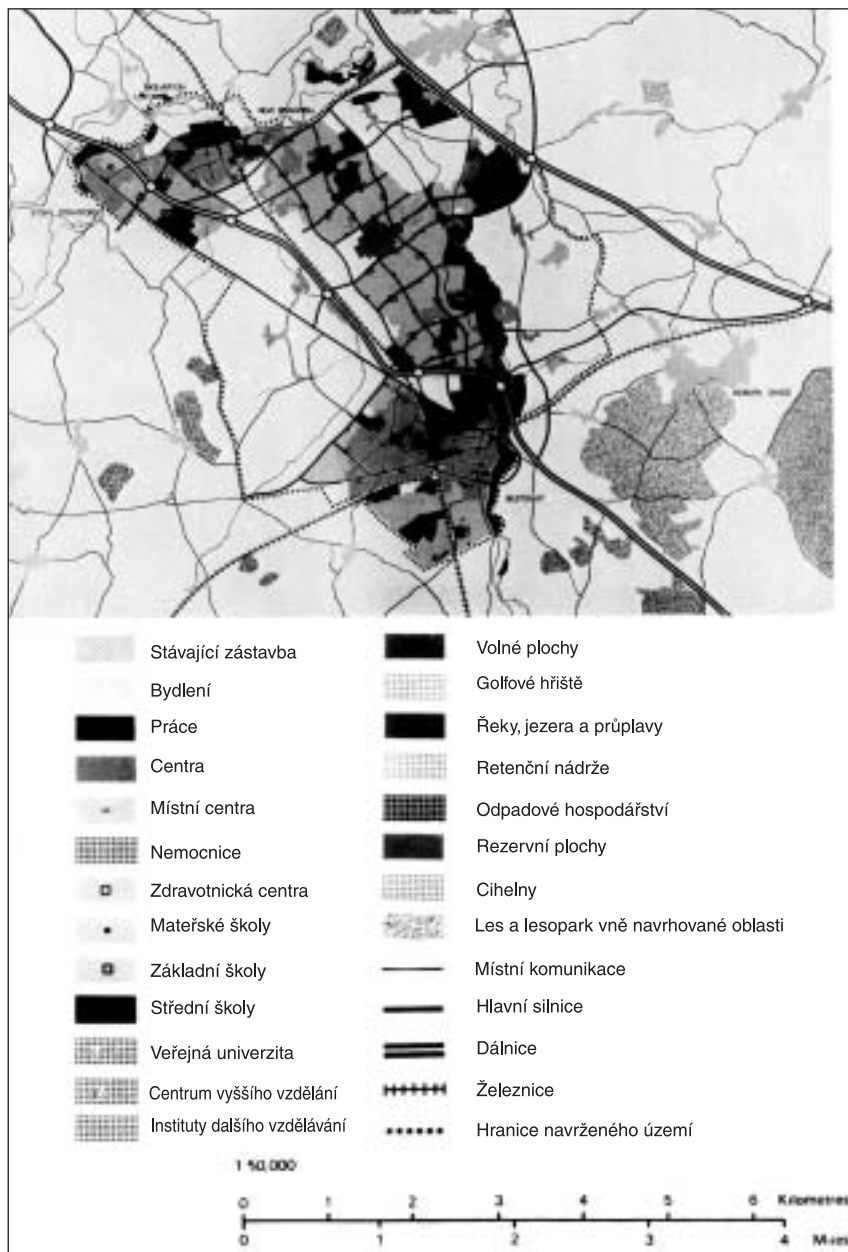 Stávající zástavba
Bydlení
Práce
Centra
Místní centra
Nemocnice
Zdravotnická centra
Mateřské školy
Základní školy
Střední školy
Veřejná univerzita
Centrum vyššího vzdělání
Instituty dalšího vzdělávání
Volné plochy
Golfové hřiště
Řeky, jezera a průplavy
Retenční nádrže
Odpadové hospodářství
Rezervní plochy
Cihelny
Les a lesopark vně navrhované oblasti
Místní komunikace
Hlavní silnice
Dálnice
Železnice
Hranice navrženého území
1 50,000
0 1 2 3 4 5 6 Kilometres
0 1 2 3 4 Miles